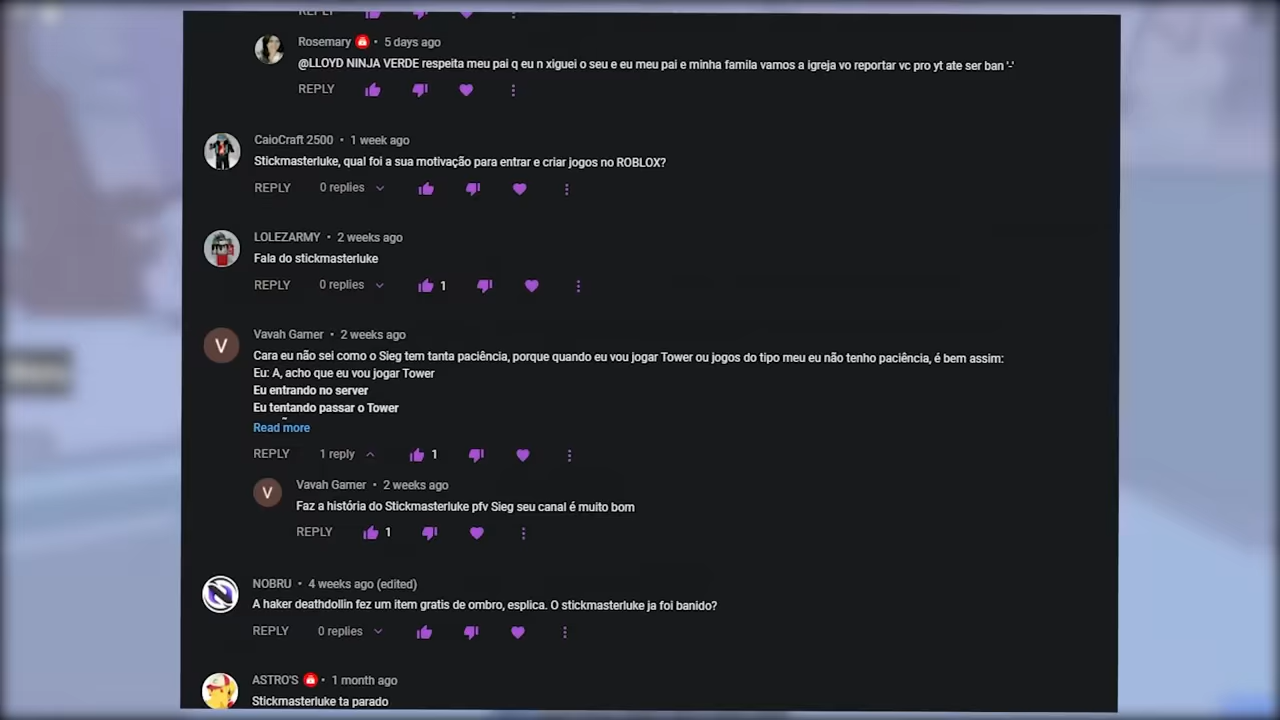 REPLY
Rosemary • 5 days ago
@LLOYD NINJA VERDE respeita meu pai q eu n xiguei o seu e eu meu pai e minha famila vamos a igreja vo reportar vc pro yt ate ser ban '-'
REPLY
CaioCraft 2500 • 1 week ago
Stickmasterluke, qual foi a sua motivação para entrar e criar jogos no ROBLOX?
REPLY 0 replies
LOLEZARMY • 2 weeks ago
Fala do stickmasterluke
REPLY 0 replies 1
V
Vavah Gamer • 2 weeks ago
Cara eu não sei como o Sieg tem tanta paciência, porque quando eu vou jogar Tower ou jogos do tipo meu eu não tenho paciência, é bem assim:
Eu: A, acho que eu vou jogar Tower
Eu entrando no server
Eu tentando passar o Tower
Read more
REPLY 1 reply 1
V
Vavah Gamer • 2 weeks ago
Faz a história do Stickmasterluke pfv Sieg seu canal é muito bom
REPLY 1
NOBRU • 4 weeks ago (edited)
A haker deathdollin fez um item gratis de ombro, esplica. O stickmasterluke ja foi banido?
REPLY 0 replies
ASTRO'S • 1 month ago
Stickmasterluke ta parado